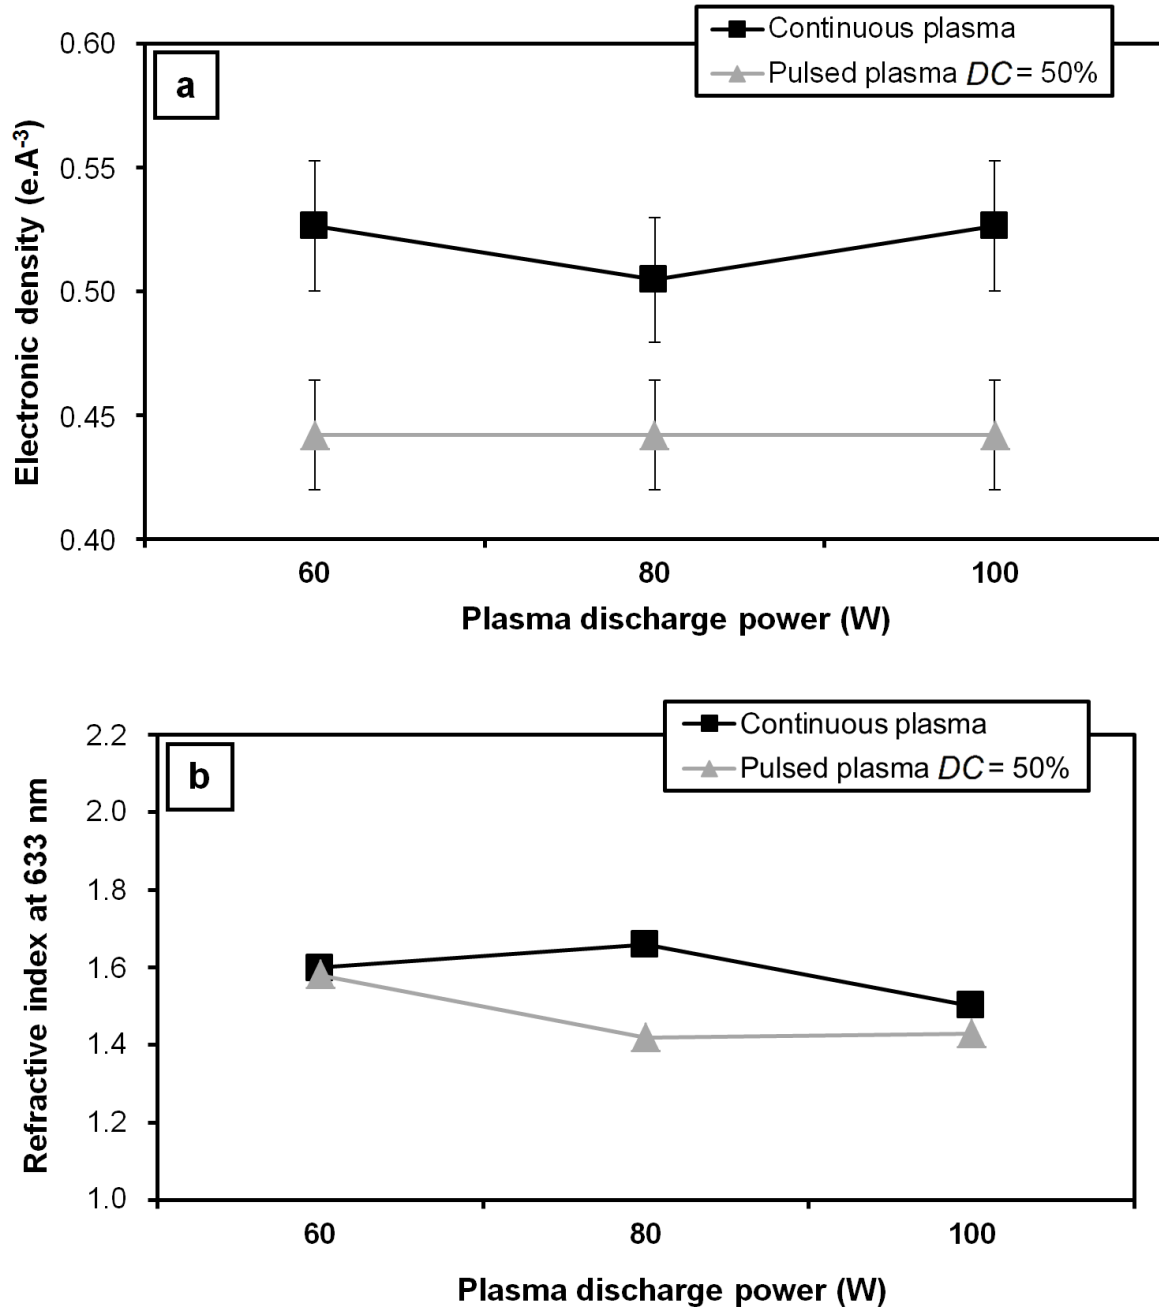 Continuous plasma
Pulsed plasma DC = 50%
a
0.60
0.55
0.50
0.45
0.40
Electronic density (e.A⁻³)
60 80 100
Plasma discharge power (W)
Continuous plasma
Pulsed plasma DC = 50%
b
2.2
2.0
1.8
1.6
1.4
1.2
1.0
Refractive index at 633 nm
60 80 100
Plasma discharge power (W)